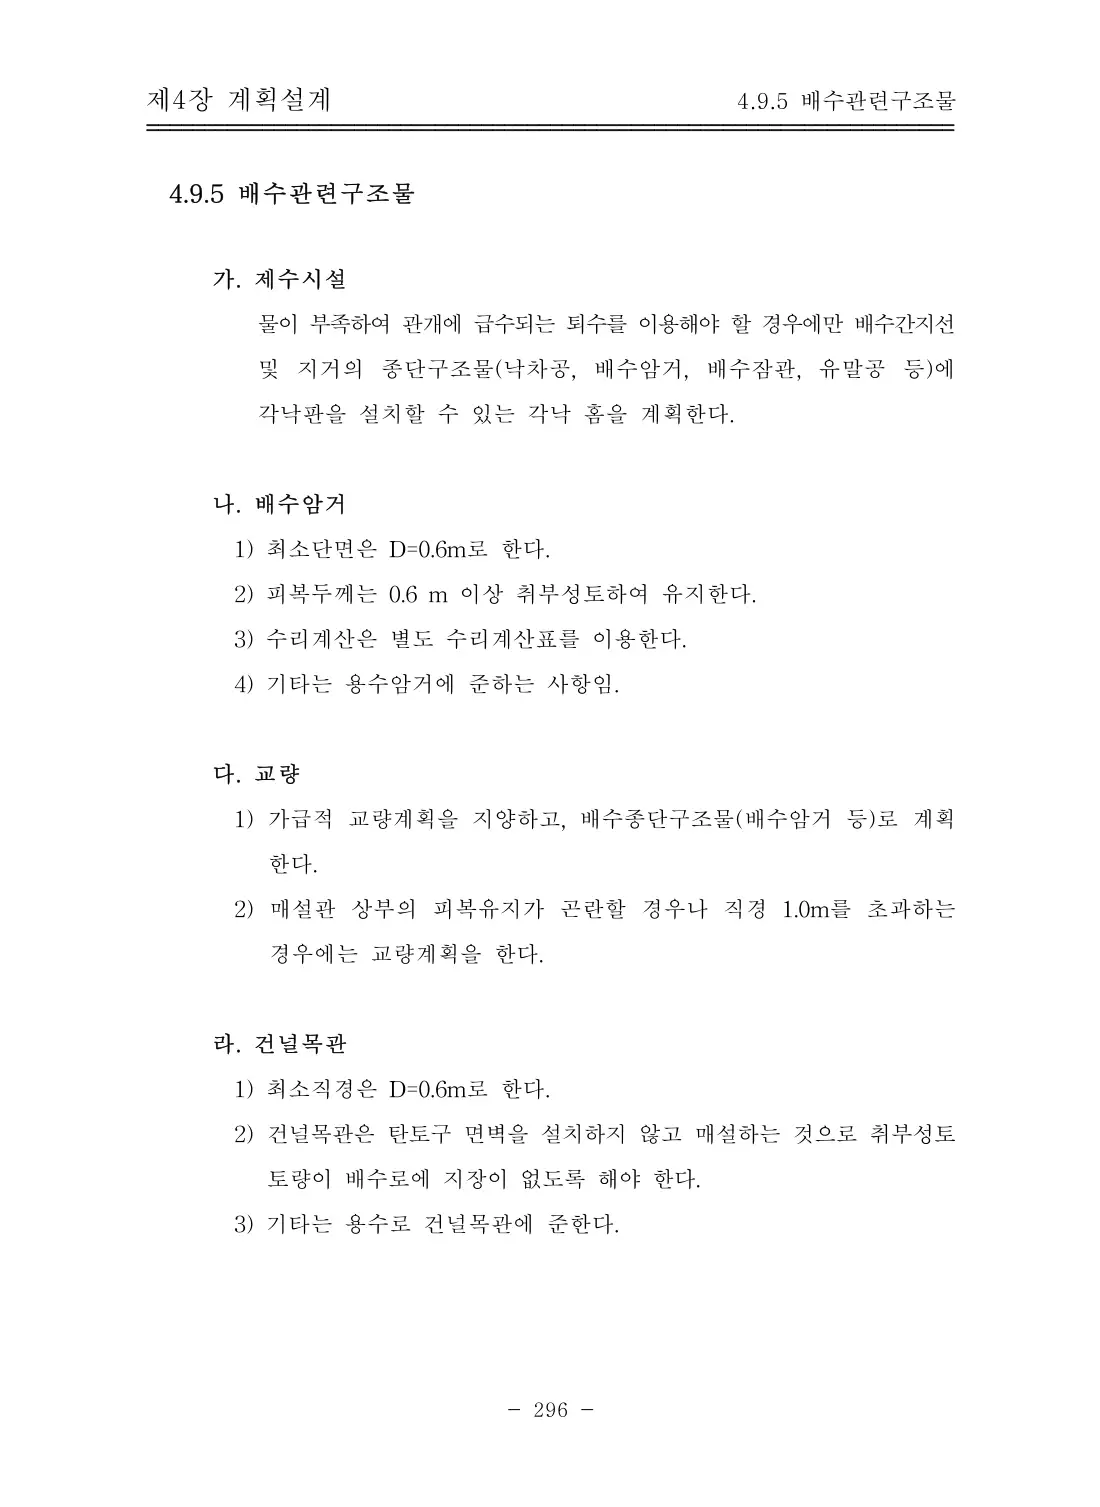 제4장 계획설계
4.9.5 배수관련구조물
4.9.5 배수관련구조물
가. 제수시설
물이 부족하여 관개에 급수되는 퇴수를 이용해야 할 경우에만 배수간지선
및 지거의 종단구조물(낙차공, 배수암거, 배수잠관, 유말공 등)에
각낙판을 설치할 수 있는 각낙 홈을 계획한다.
나. 배수암거
1) 최소단면은 D=0.6m로 한다.
2) 피복두께는 0.6 m 이상 취부성토하여 유지한다.
3) 수리계산은 별도 수리계산표를 이용한다.
4) 기타는 용수암거에 준하는 사항임.
다. 교량
1) 가급적 교량계획을 지양하고, 배수종단구조물(배수암거 등)로 계획
한다.
2) 매설관 상부의 피복유지가 곤란할 경우나 직경 1.0m를 초과하는
경우에는 교량계획을 한다.
라. 건널목관
1) 최소직경은 D=0.6m로 한다.
2) 건널목관은 탄토구 면벽을 설치하지 않고 매설하는 것으로 취부성토
토량이 배수로에 지장이 없도록 해야 한다.
3) 기타는 용수로 건널목관에 준한다.
- 296 -